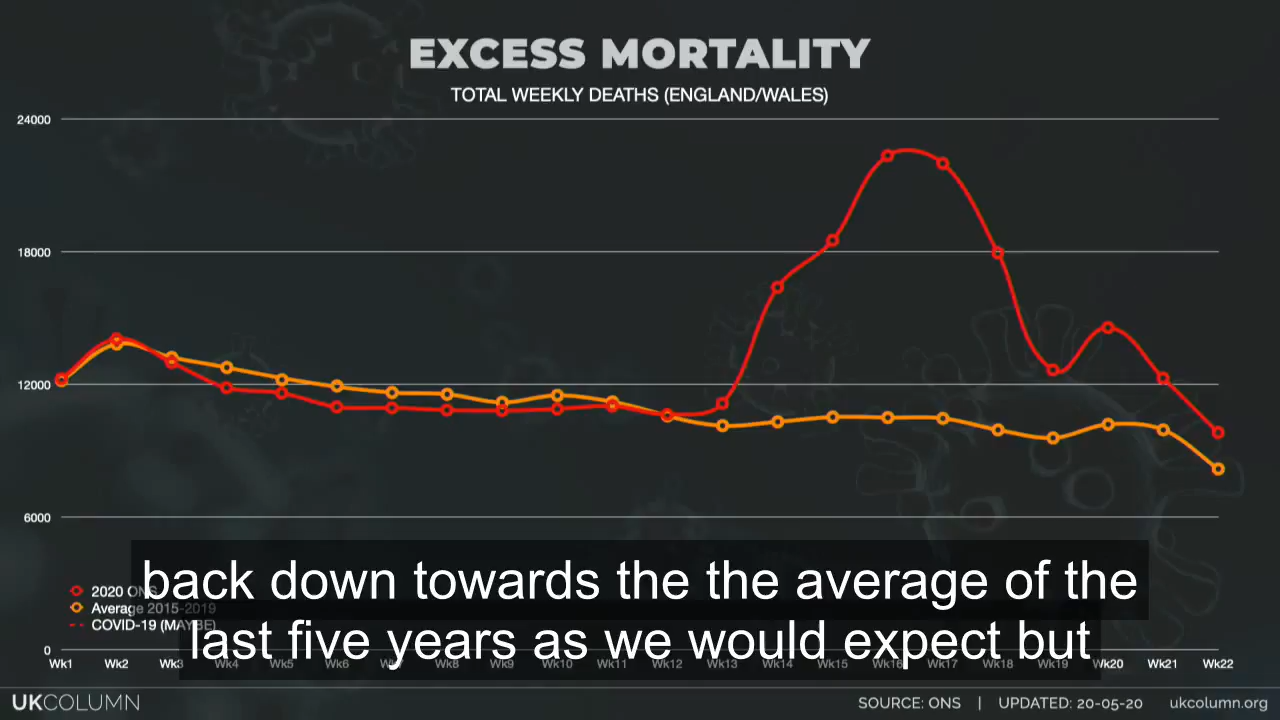 EXCESS MORTALITY
TOTAL WEEKLY DEATHS (ENGLAND/WALES)
24000
18000
12000
6000
back down towards the the average of the
last five years as we would expect but
2020 ONS
Average 2015-2019
COVID-19 (MAYBE)
0
Wk1 Wk2 Wk3 Wk4 Wk5 Wk6 Wk7 Wk8 Wk9 Wk10 Wk11 Wk12 Wk13 Wk14 Wk15 Wk16 Wk17 Wk18 Wk19 Wk20 Wk21 Wk22
UKCOLUMN
SOURCE: ONS | UPDATED: 20-05-20 ukcolumn.org